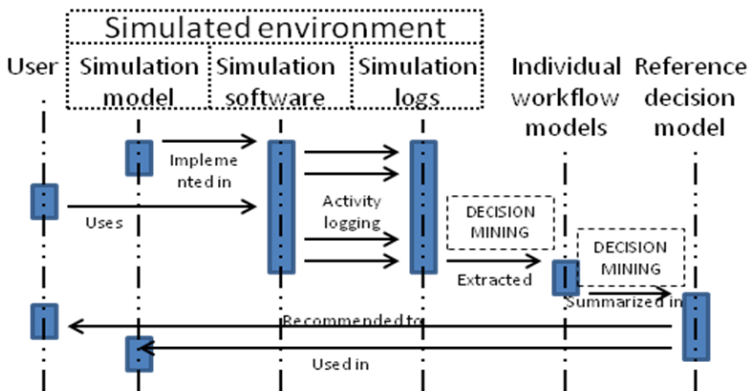 Simulated environment
User
Simulation
model
Simulation
software
Simulation
logs
Individual
workflow
models
Reference
decision
model
Impleme
nted in
Uses
Activity
logging
DECISION
MINING
Extracted
DECISION
MINING
Summarized in
Recommended to
Used in